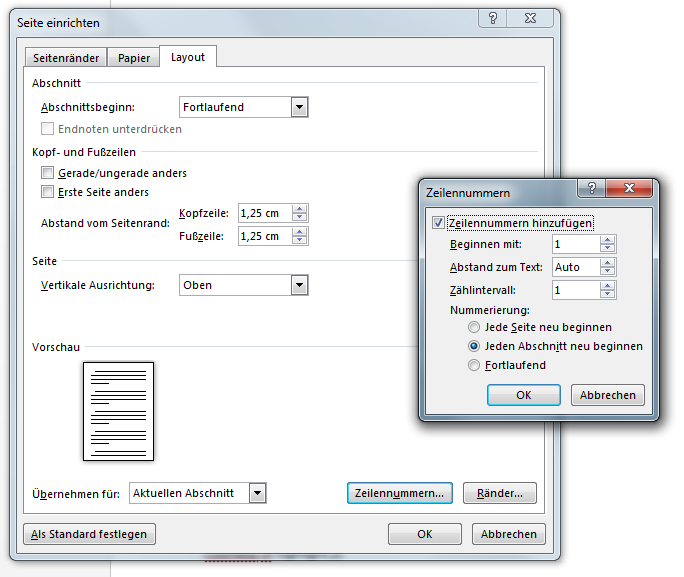 Seite einrichten
Seitenränder Papier Layout
Abschnitt
Abschnittsbeginn: Fortlaufend
Endnoten unterdrücken
Kopf- und Fußzeilen
Gerade/ungerade anders
Erste Seite anders
Abstand vom Seitenrand:
Kopfzeile: 1,25 cm
Fußzeile: 1,25 cm
Seite
Vertikale Ausrichtung: Oben
Vorschau
Übernehmen für: Aktuellen Abschnitt
Zeilennummern... Ränder...
Als Standard festlegen OK Abbrechen
Zeilennummern
Zeilennummern hinzufügen
Beginnen mit: 1
Abstand zum Text: Auto
Zählintervall: 1
Nummerierung:
Jede Seite neu beginnen
Jeden Abschnitt neu beginnen
Fortlaufend
OK Abbrechen